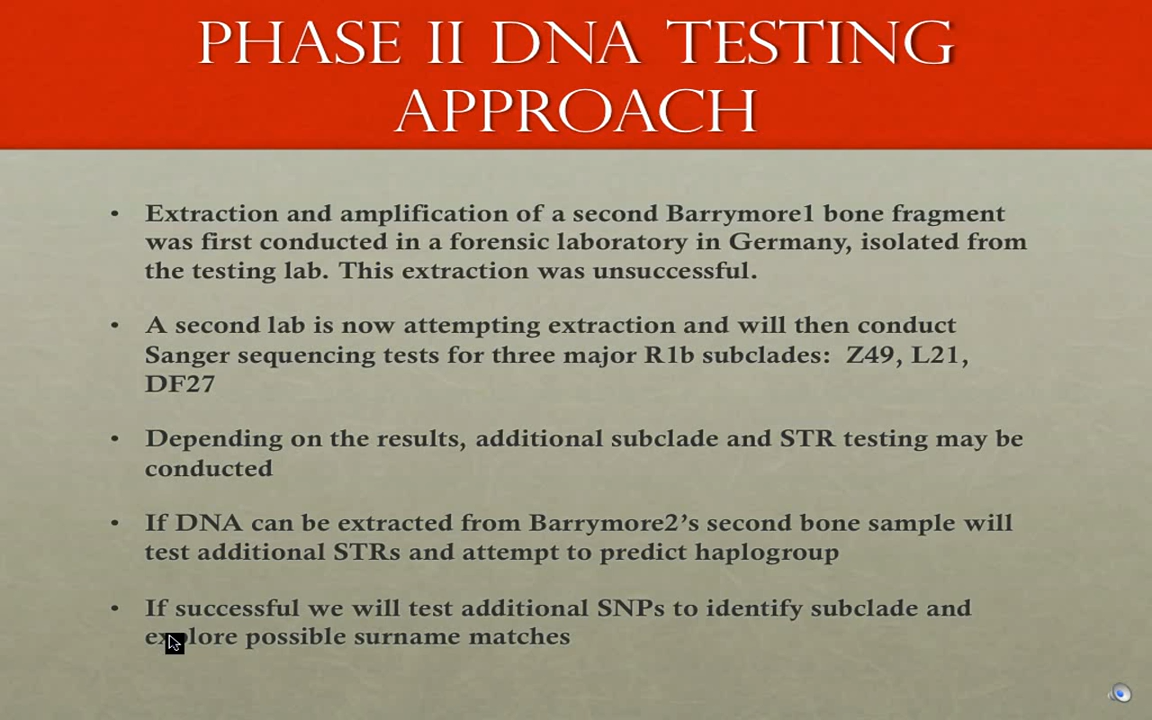 PHASE II DNA TESTING
APPROACH
• Extraction and amplification of a second Barrymore1 bone fragment
was first conducted in a forensic laboratory in Germany, isolated from
the testing lab. This extraction was unsuccessful.
• A second lab is now attempting extraction and will then conduct
Sanger sequencing tests for three major R1b subclades: Z49, L21,
DF27
• Depending on the results, additional subclade and STR testing may be
conducted
• If DNA can be extracted from Barrymore2’s second bone sample will
test additional STRs and attempt to predict haplogroup
• If successful we will test additional SNPs to identify subclade and
explore possible surname matches